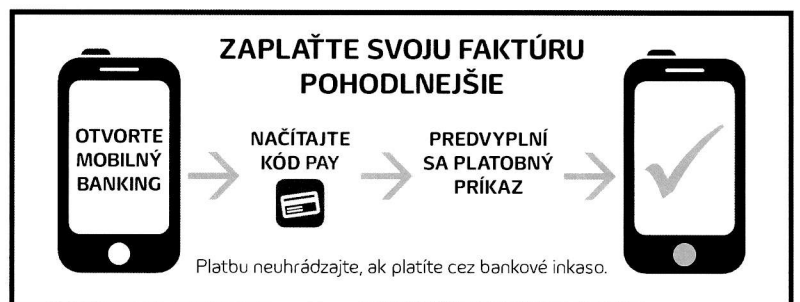 ZAPLAŤTE SVOJU FAKTÚRU
POHODLNEJŠIE
OTVORTE
MOBILNÝ
BANKING
NAČÍTAJTE
KÓD PAY
PREDVYPLNÍ
SA PLATOBNÝ
PRÍKAZ
Platbu neuhrádzajte, ak platíte cez bankové inkaso.